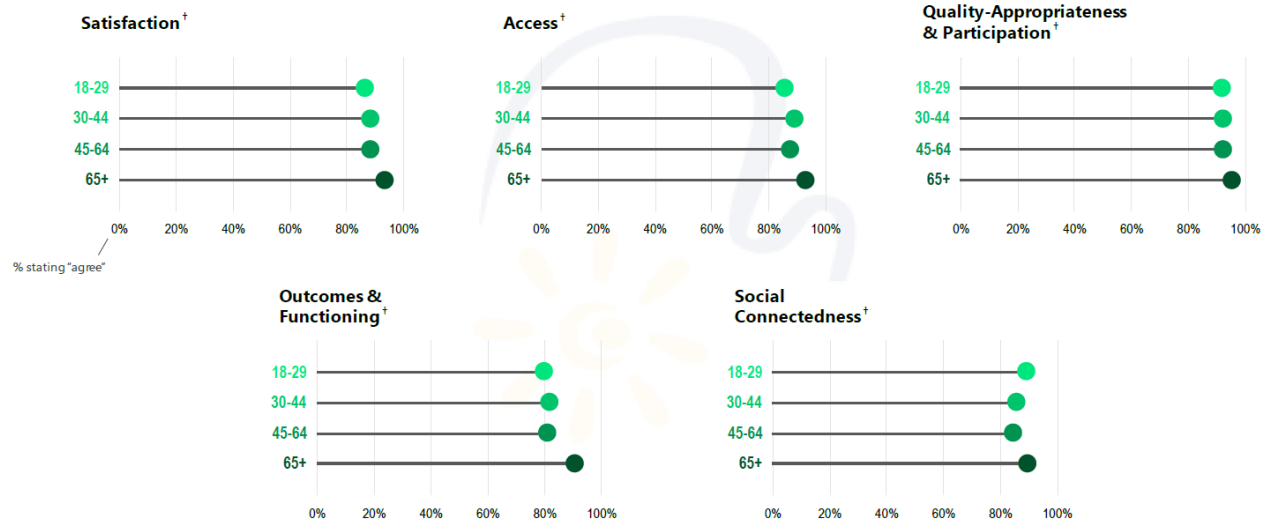 Satisfaction†
18-29
30-44
45-64
65+
0% 20% 40% 60% 80% 100%
% stating "agree"
Access†
18-29
30-44
45-64
65+
0% 20% 40% 60% 80% 100%
Quality-Appropriateness
& Participation†
18-29
30-44
45-64
65+
0% 20% 40% 60% 80% 100%
Outcomes &
Functioning†
18-29
30-44
45-64
65+
0% 20% 40% 60% 80% 100%
Social
Connectedness†
18-29
30-44
45-64
65+
0% 20% 40% 60% 80% 100%